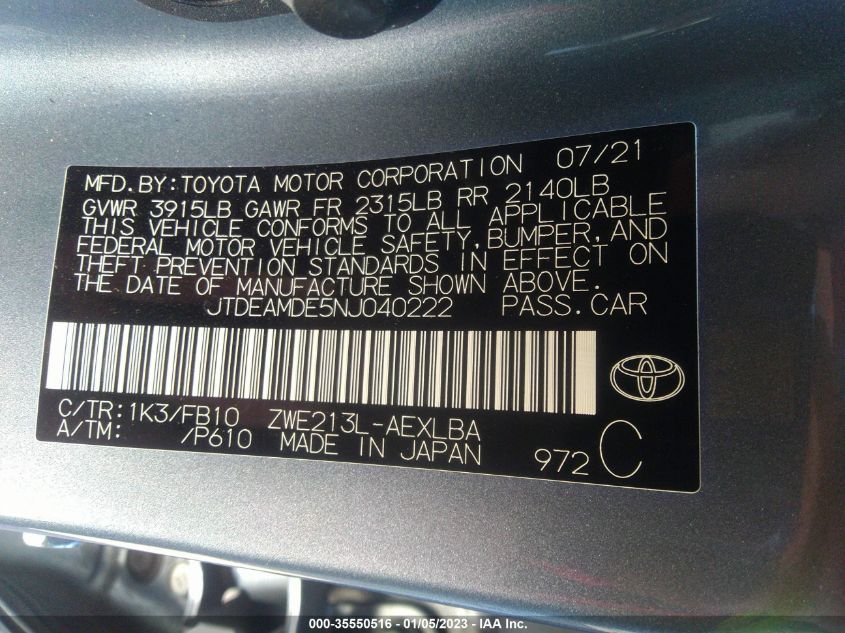 MFD.BY:TOYOTA MOTOR CORPORATION 07/21
GVWR 3915LB GAWR FR 2315LB RR 2140LB
THIS VEHICLE CONFORMS TO ALL APPLICABLE
FEDERAL MOTOR VEHICLE SAFETY, BUMPER, AND
THEFT PREVENTION STANDARDS IN EFFECT ON
THE DATE OF MANUFACTURE SHOWN ABOVE.
JTDEAMDE5NJ040222 PASS.CAR
C/TR:1K3/FB10 ZWE213L-AEXLBA
A/TM: /P610 MADE IN JAPAN 972 C
000-35550516 - 01/05/2023 - © IAA Inc.